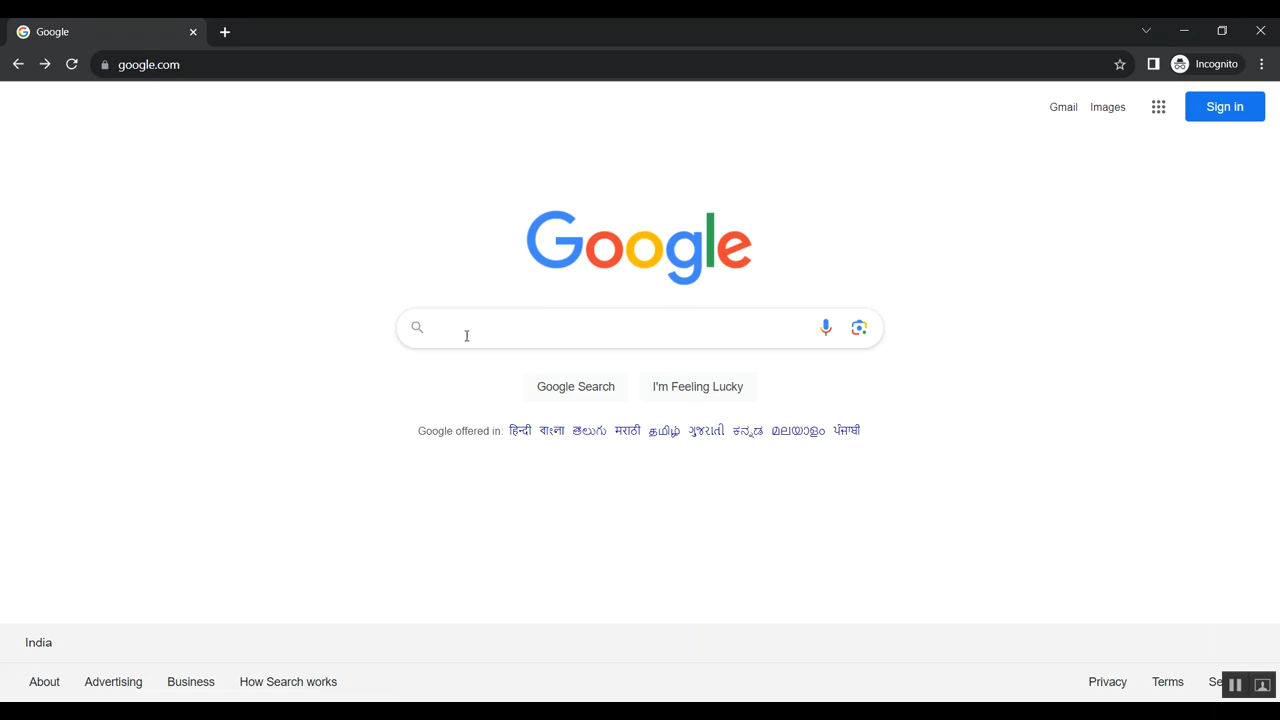 Google
google.com
Incognito
Gmail Images Sign in
Google
Google Search I'm Feeling Lucky
Google offered in: हिन्दी বাংলা తెలుగు मराठी தமிழ் ગુજરાતી ಕನ್ನಡ മലയാളം ਪੰਜਾਬੀ
India
About Advertising Business How Search works Privacy Terms